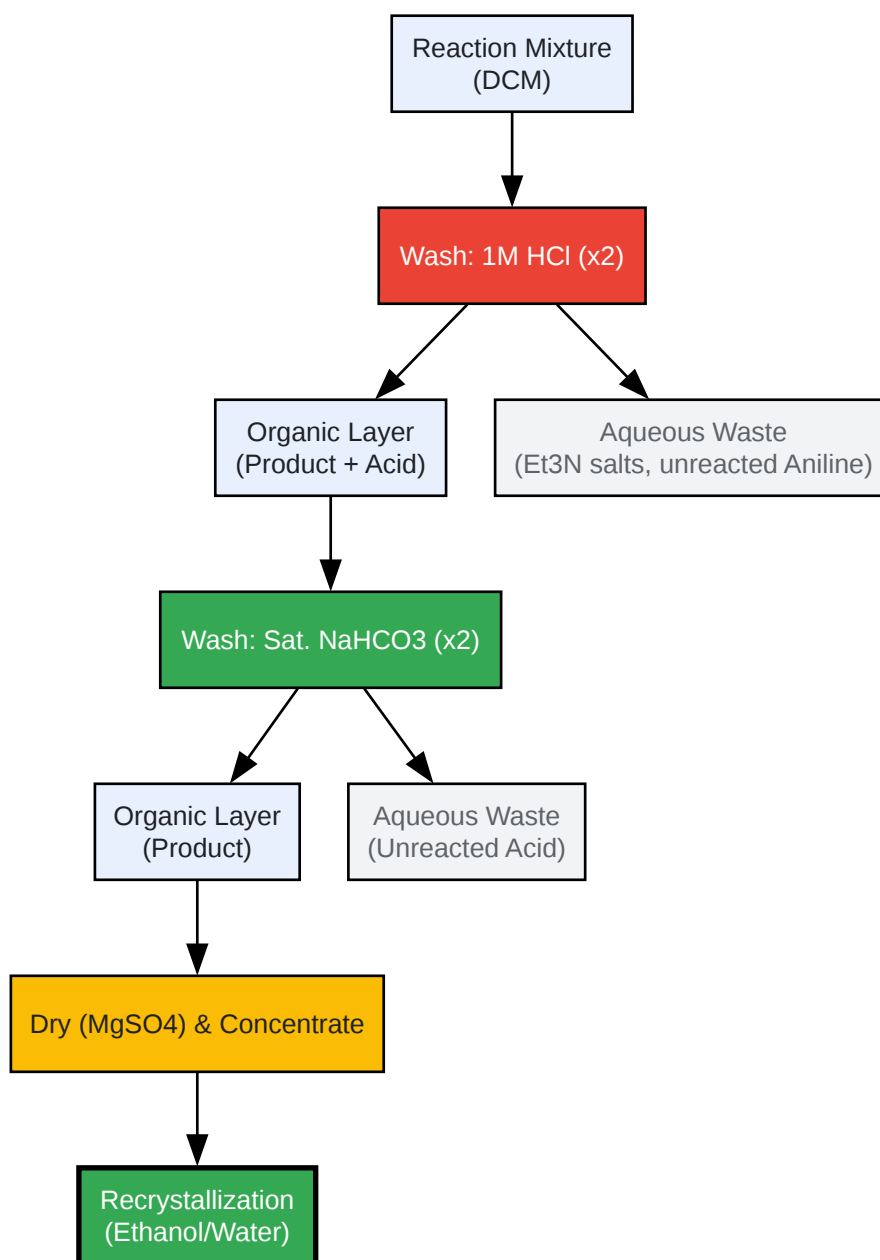 Reaction Mixture
(DCM)
Wash: 1M HCl (x2)
Organic Layer
(Product + Acid)
Aqueous Waste
(Et3N salts, unreacted Aniline)
Wash: Sat. NaHCO3 (x2)
Organic Layer
(Product)
Aqueous Waste
(Unreacted Acid)
Dry (MgSO4) & Concentrate
Recrystallization
(Ethanol/Water)